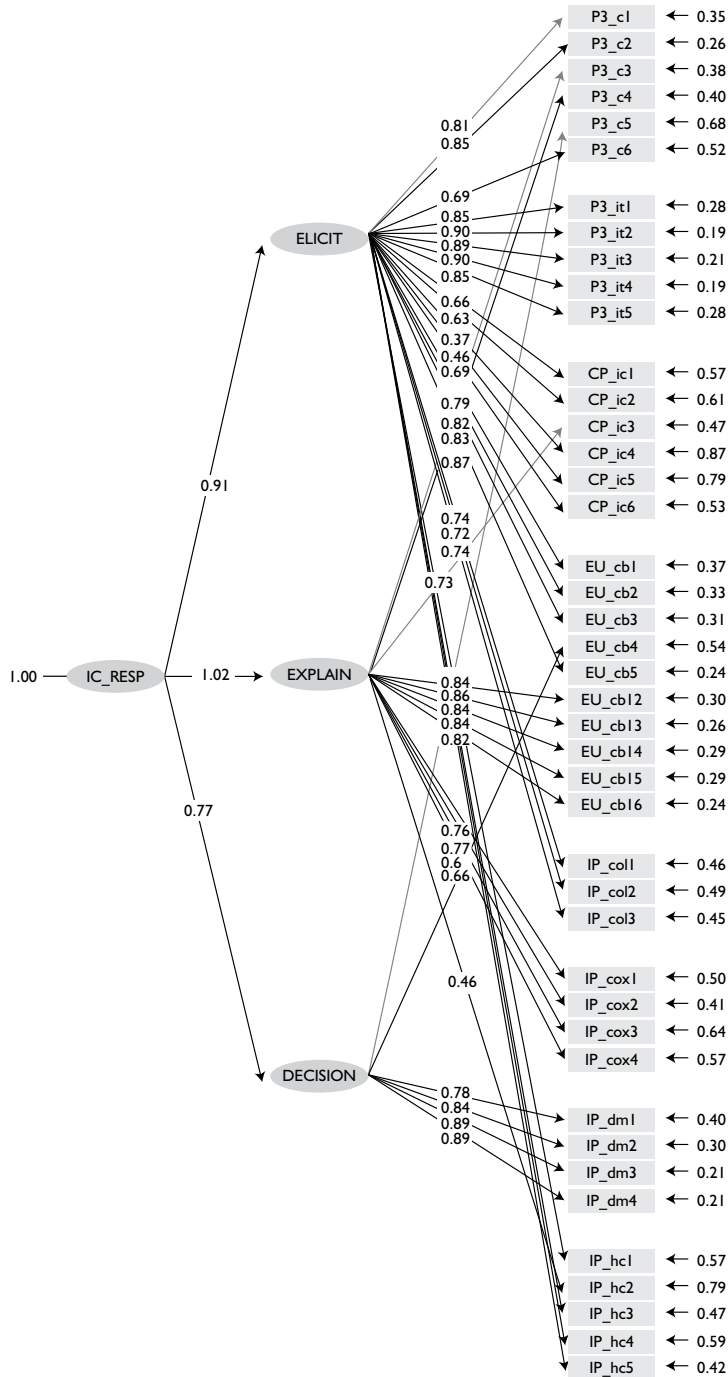 P3_c1 0.35
P3_c2 0.26
P3_c3 0.38
P3_c4 0.40
P3_c5 0.68
P3_c6 0.52
P3_it1 0.28
P3_it2 0.19
P3_it3 0.21
P3_it4 0.19
P3_it5 0.28
CP_ic1 0.57
CP_ic2 0.61
CP_ic3 0.47
CP_ic4 0.87
CP_ic5 0.79
CP_ic6 0.53
EU_cb1 0.37
EU_cb2 0.33
EU_cb3 0.31
EU_cb4 0.54
EU_cb5 0.24
EU_cb12 0.30
EU_cb13 0.26
EU_cb14 0.29
EU_cb15 0.29
EU_cb16 0.24
IP_col1 0.46
IP_col2 0.49
IP_col3 0.45
IP_cox1 0.50
IP_cox2 0.41
IP_cox3 0.64
IP_cox4 0.57
IP_dm1 0.40
IP_dm2 0.30
IP_dm3 0.21
IP_dm4 0.21
IP_hc1 0.57
IP_hc2 0.79
IP_hc3 0.47
IP_hc4 0.59
IP_hc5 0.42
0.81
0.85
0.69
0.85
0.90
0.89
0.90
0.85
0.66
0.63
0.37
0.46
0.69
0.79
0.82
0.83
0.87
0.74
0.72
0.74
0.73
0.84
0.86
0.84
0.84
0.82
0.76
0.77
0.6
0.66
0.46
0.78
0.84
0.89
0.89
ELICIT
0.91
1.00 IC_RESP 1.02 EXPLAIN
0.77
DECISION